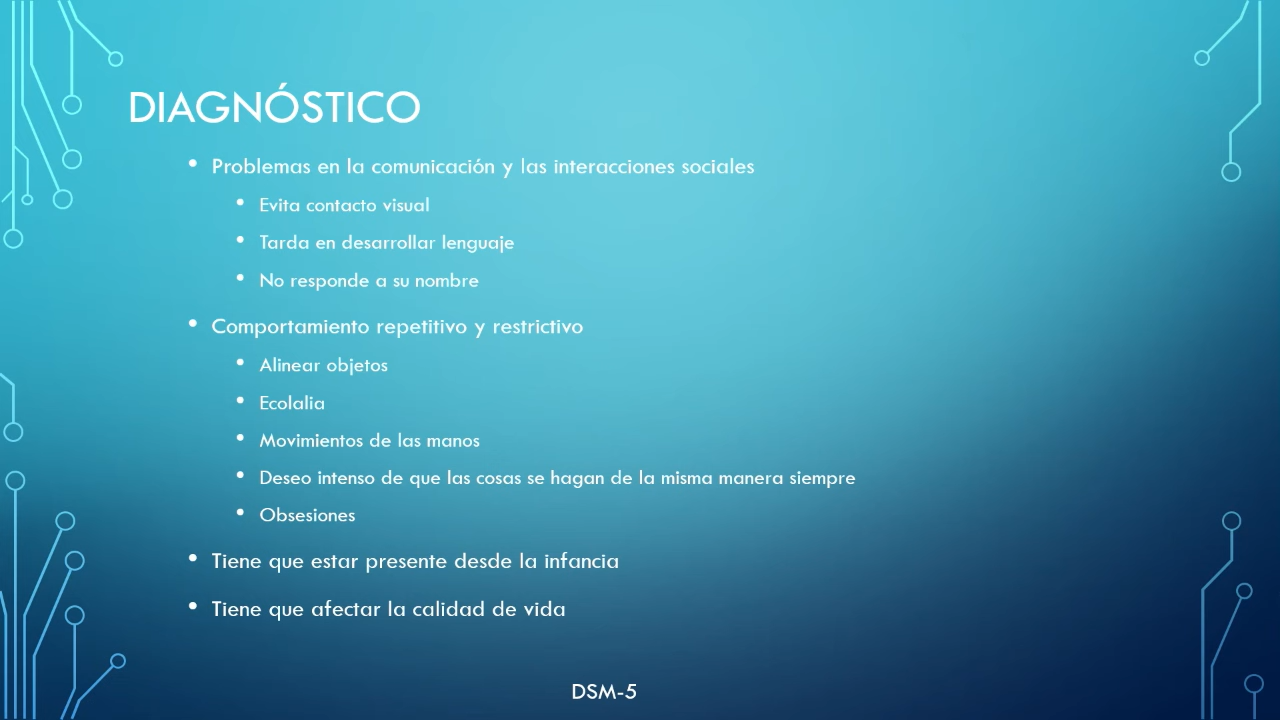 DIAGNÓSTICO
• Problemas en la comunicación y las interacciones sociales
• Evita contacto visual
• Tarda en desarrollar lenguaje
• No responde a su nombre
• Comportamiento repetitivo y restrictivo
• Alinear objetos
• Ecolalia
• Movimientos de las manos
• Deseo intenso de que las cosas se hagan de la misma manera siempre
• Obsesiones
• Tiene que estar presente desde la infancia
• Tiene que afectar la calidad de vida
DSM-5